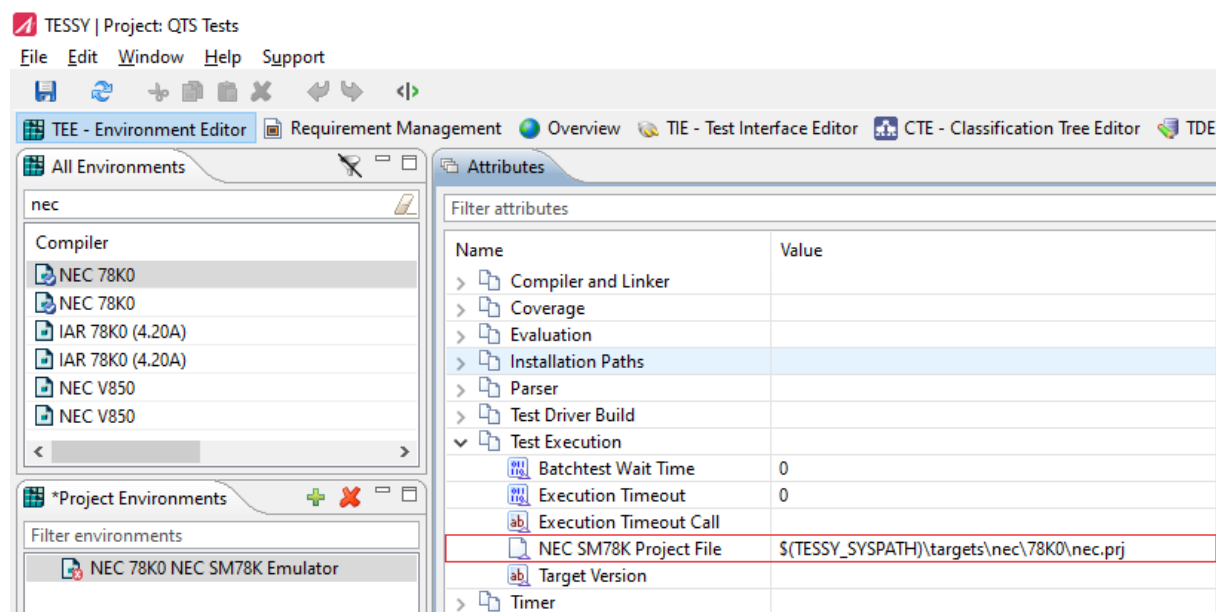 TESSY | Project: QTS Tests
File Edit Window Help Support
TEE - Environment Editor Requirement Management Overview TIE - Test Interface Editor CTE - Classification Tree Editor TDE
All Environments
nec
Compiler
NEC 78K0
NEC 78K0
IAR 78K0 (4.20A)
IAR 78K0 (4.20A)
NEC V850
NEC V850
*Project Environments
Filter environments
NEC 78K0 NEC SM78K Emulator
Attributes
Filter attributes
Name Value
Compiler and Linker
Coverage
Evaluation
Installation Paths
Parser
Test Driver Build
Test Execution
Batchtest Wait Time 0
Execution Timeout 0
Execution Timeout Call
NEC SM78K Project File $(TESSY_SYSPATH)\targets\nec\78K0\nec.prj
Target Version
Timer